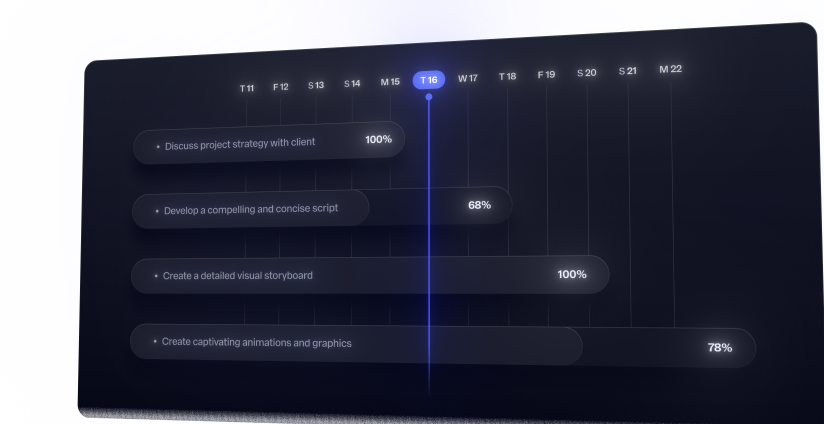 T 11 F 12 S 13 S 14 M 15 T 16 W 17 T 18 F 19 S 20 S 21 M 22
• Discuss project strategy with client 100%
• Develop a compelling and concise script 68%
• Create a detailed visual storyboard 100%
• Create captivating animations and graphics 78%